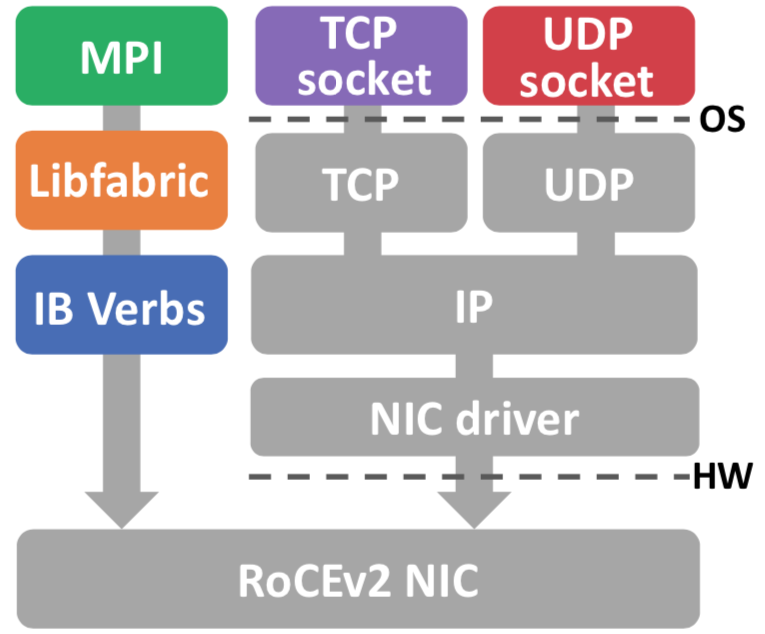 MPI
TCP
socket
UDP
socket
OS
Libfabric
TCP
UDP
IB Verbs
IP
NIC driver
HW
RoCEv2 NIC